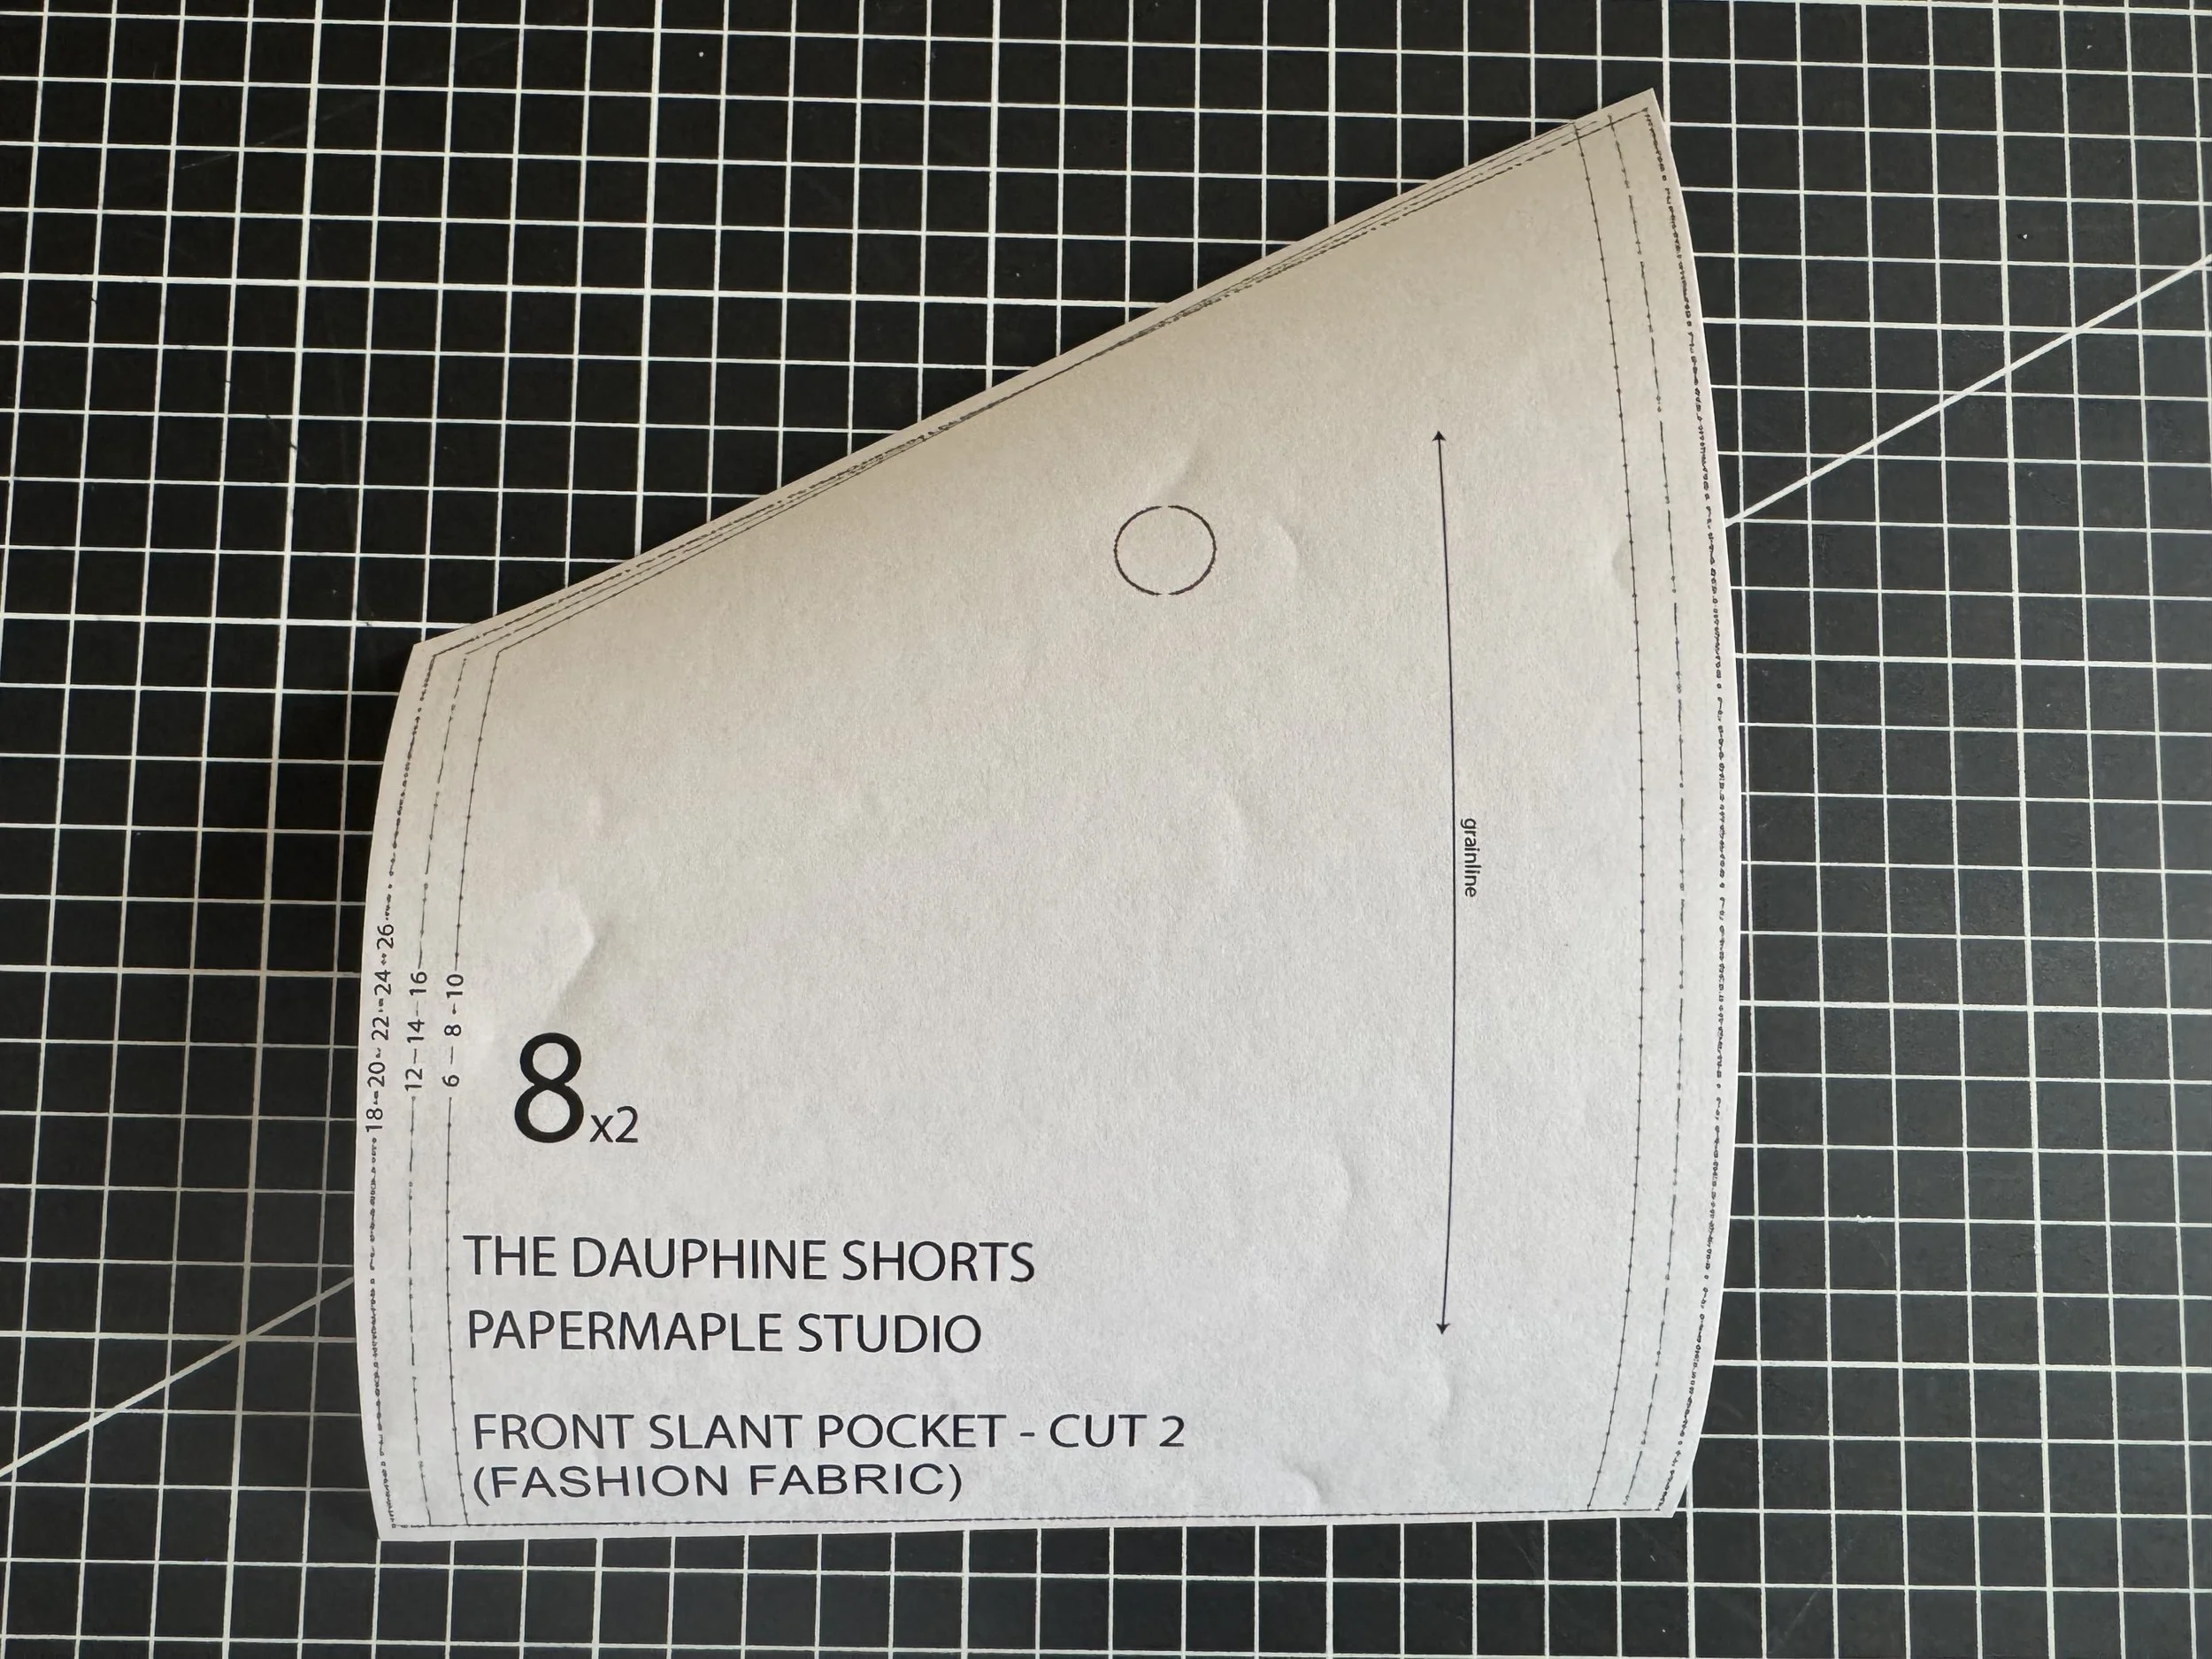 grainline
18 20 22 24 26
12 14 16
6 8 10
8x2
THE DAUPHINE SHORTS
PAPERMAPLE STUDIO
FRONT SLANT POCKET - CUT 2
(FASHION FABRIC)